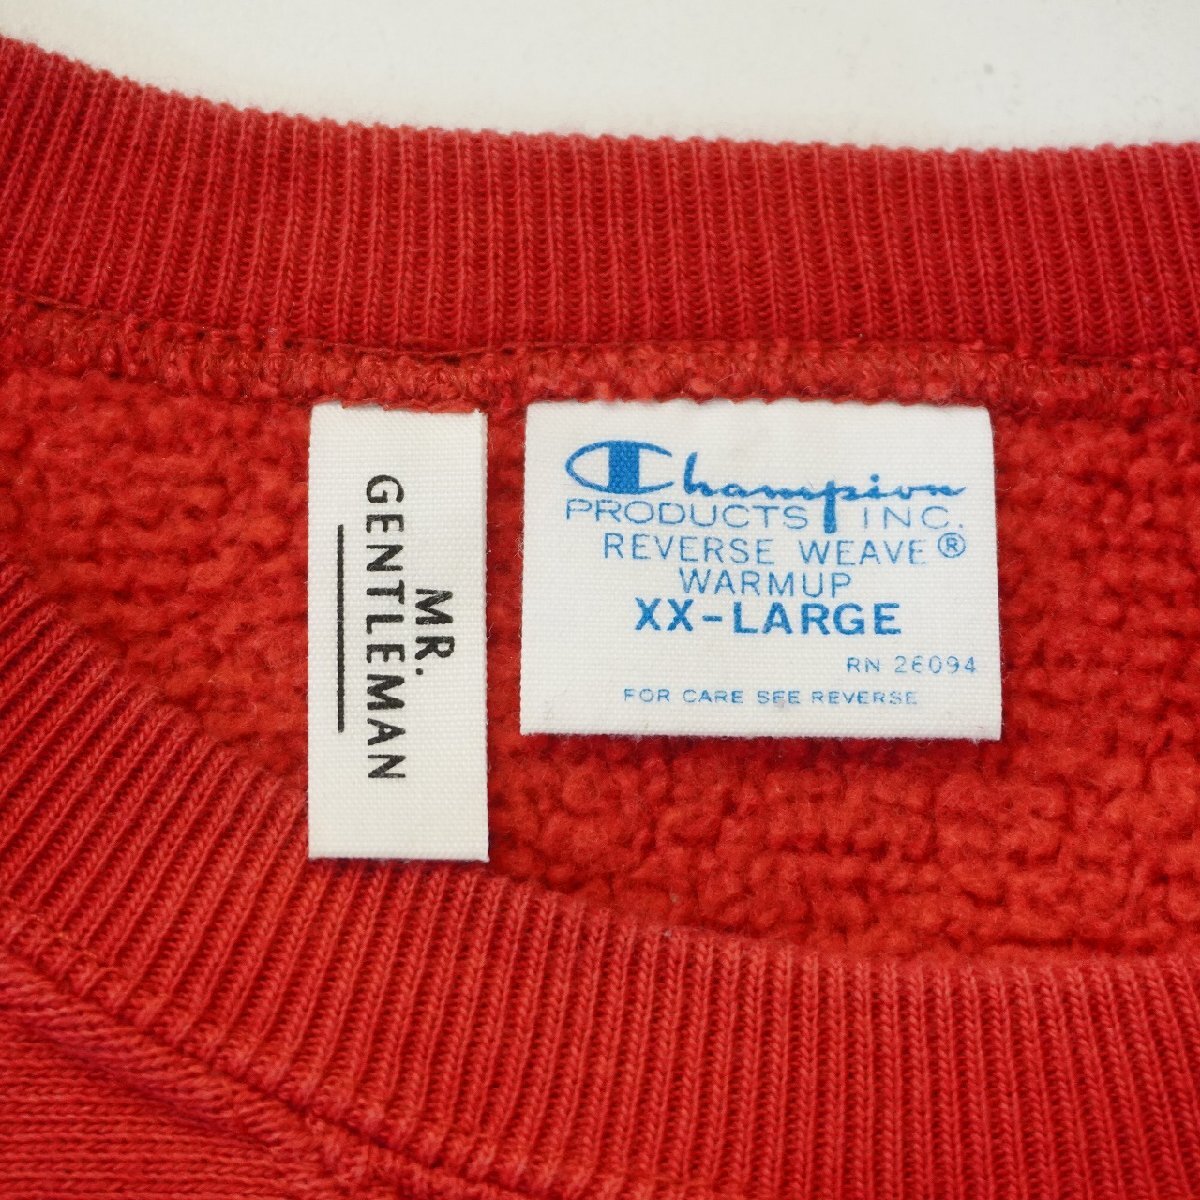 MR.
GENTLEMAN
Champion
PRODUCTS INC.
REVERSE WEAVE®
WARMUP
XX-LARGE
RN 26094
FOR CARE SEE REVERSE